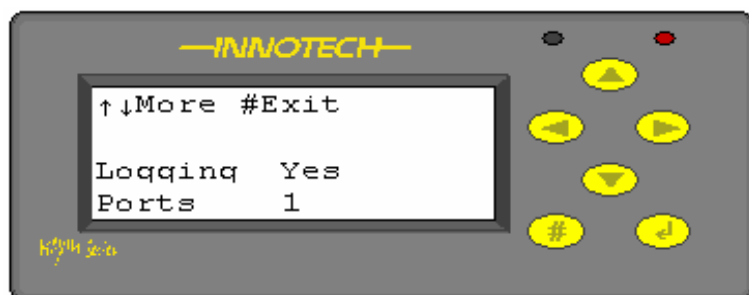 INNOTECH
↑↓More #Exit
Logging Yes
Ports 1
#